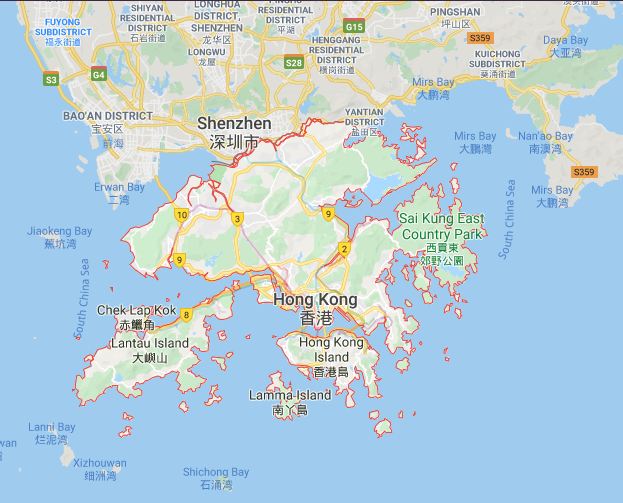 SHIYAN
RESIDENTIAL
DISTRICT
石岩街道
LONGHUA
DISTRICT,
SHENZHEN
龙华区
LONGGANG
DISTRICT
平湖
PINGSHAN
坪山区
FUYONG
SUBDISTRICT
福永街道
G15
S359
HENGGANG
RESIDENTIAL
DISTRICT
横岗街道
Daya Bay
大亚湾
LONGWU
龙屋
KUICHONG
SUBDISTRICT
葵涌街道
S3
G4
S28
Mirs Bay
大鹏湾
BAO'AN DISTRICT
宝安区
前海
Shenzhen
深圳市
YANTIAN
DISTRICT
盐田区
Mirs Bay
大鵬灣
Nan'ao Bay
南澳湾
S359
Erwan Bay
二湾
Mirs Bay
大鹏湾
10
3
9
Sai Kung East
Country Park
西貢東
郊野公園
South China Sea
Jiaokeng Bay
蕉坑湾
2
9
South China Sea
Hong Kong
香港
Chek Lap Kok
赤鱲角
8
Lantau Island
大嶼山
Hong Kong
Island
香港島
Lamma Island
南丫島
Lanni Bay
烂泥湾
wan
Xizhouwan
细洲湾
湾
Shichong Bay
石涌湾